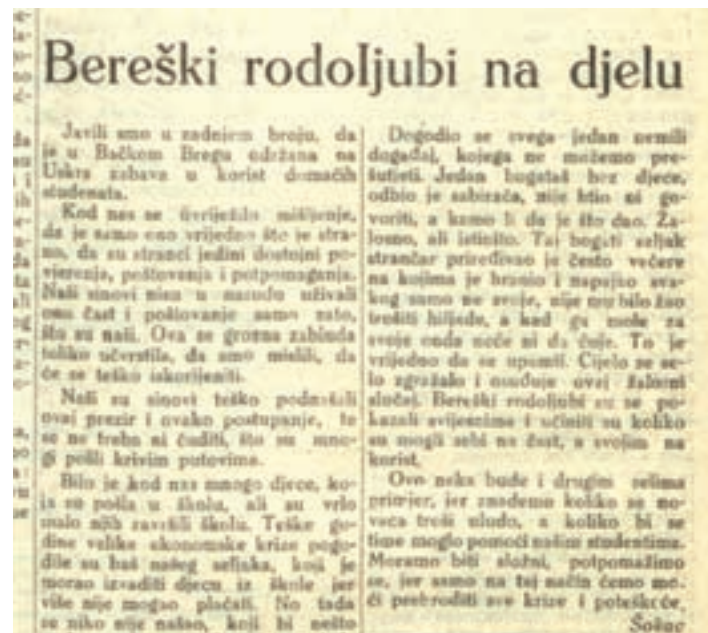 Bereški rodoljubi na djelu
Javili smo u zadnjem broju, da
je u Bačkom Bregu održana na
Uskrs zabava u korist domaćih
studenata.
Kod nas se uvriježilo mišljenje,
da je samo ono vrijedno što je stra-
no, da su stranci jedini dostojni po-
vjerenja, poštovanja i potpomaganja.
Naši sinovi nisu u narodu uživali
onu čast i poštovanje samo zato,
što su naši. Ova se grozna zabluda
toliko učvrstila, da smo mislili, da
će se teško iskorijeniti.
Naši su sinovi teško podnašali
ovaj prezir i ovako postupanje, te
se ne treba ni čuditi, što su mno-
gi pošli krivim putovima.
Bilo je kod nas mnogo djece, ko-
ja su pošla u školu, ali su vrlo
malo njih završili školu. Teške go-
dine velike ekonomske krize pogo-
dile su baš našeg seljaka, koji je
morao izvaditi djecu iz škole jer
više nije mogao plaćati. No tada
se niko nije našao, koji bi nešto
Dogodio se svega jedan nemili
događaj, kojega ne možemo pre-
šutjeti. Jedan bogataš bez djece,
odbio je sabirača, nije htio ni go-
voriti, a kamo li da je što dao. Ža-
losno, ali istinito. Taj bogati seljak
strančar priređivao je često večere
na kojima je hranio i napajao sva-
kog samo ne svoje, nije mu bilo žao
trošiti hiljade, a kad ga mole za
svoje onda neće ni da čuje. To je
vrijedno da se upamti. Cijelo se se-
lo zgražalo i osuđuje ovaj žalosni
slučaj. Bereški rodoljubi su se po-
kazali svijesnima i učinili su koliko
su mogli sebi na čast, a svojim na
korist.
Ovo neka bude i drugim selima
primjer, jer znademo koliko se no-
vaca troši uludo, a koliko bi se
time moglo pomoći našim studentima.
Moramo biti složni, potpomažimo
se, jer samo na taj način ćemo mo-
ći prebroditi sve krize i poteškoće.
Šokac